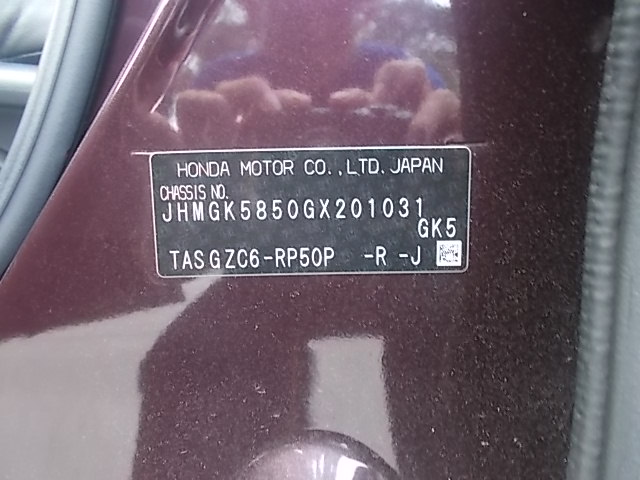 HONDA MOTOR CO.,LTD.JAPAN
CHASSIS NO.
JHMGK5850GX201031
GK5
TASGZC6-RP50P -R -J